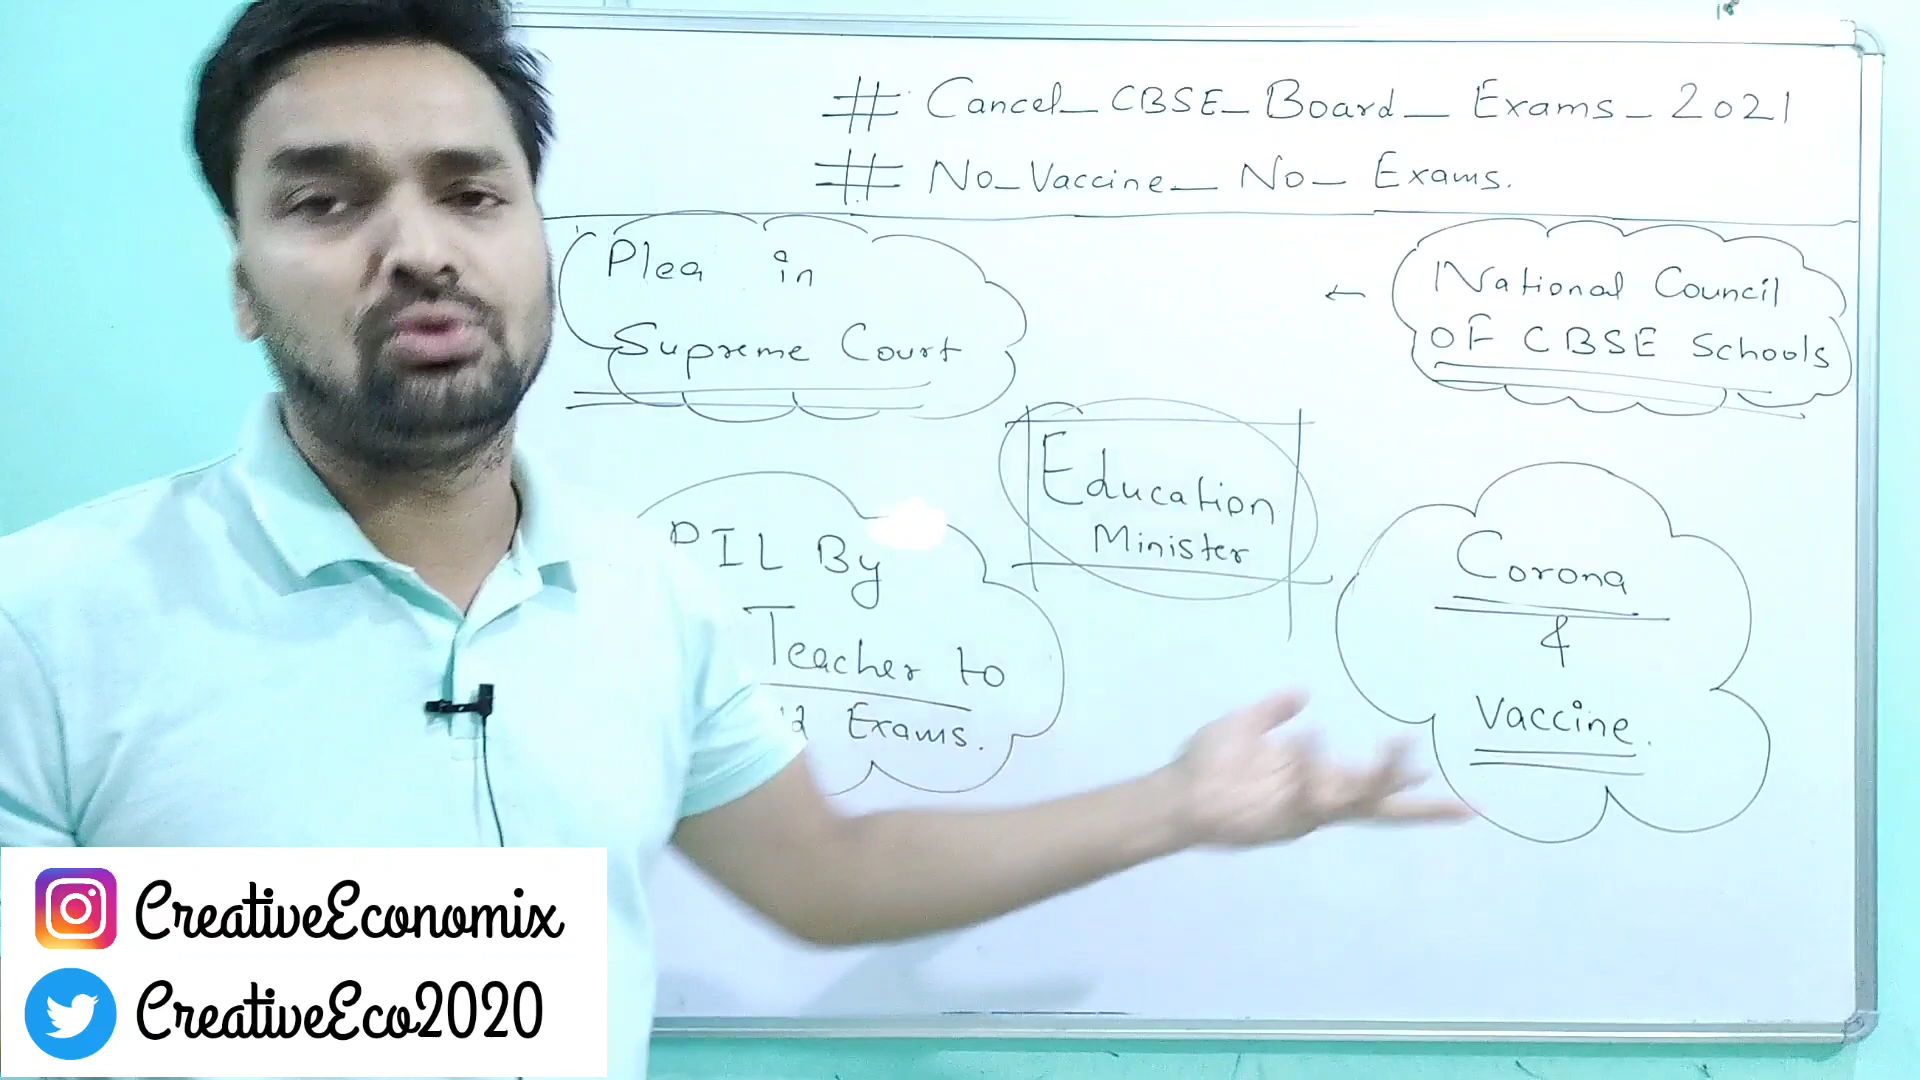 # Cancel_CBSE_Board_Exams_2021
# No_Vaccine_No_Exams.
Plea in
Supreme Court
← National Council
OF CBSE Schools
Education
Minister
PIL By
Teacher to
Exams.
Corona
&
Vaccine.
CreativeEconomix
CreativeEco2020